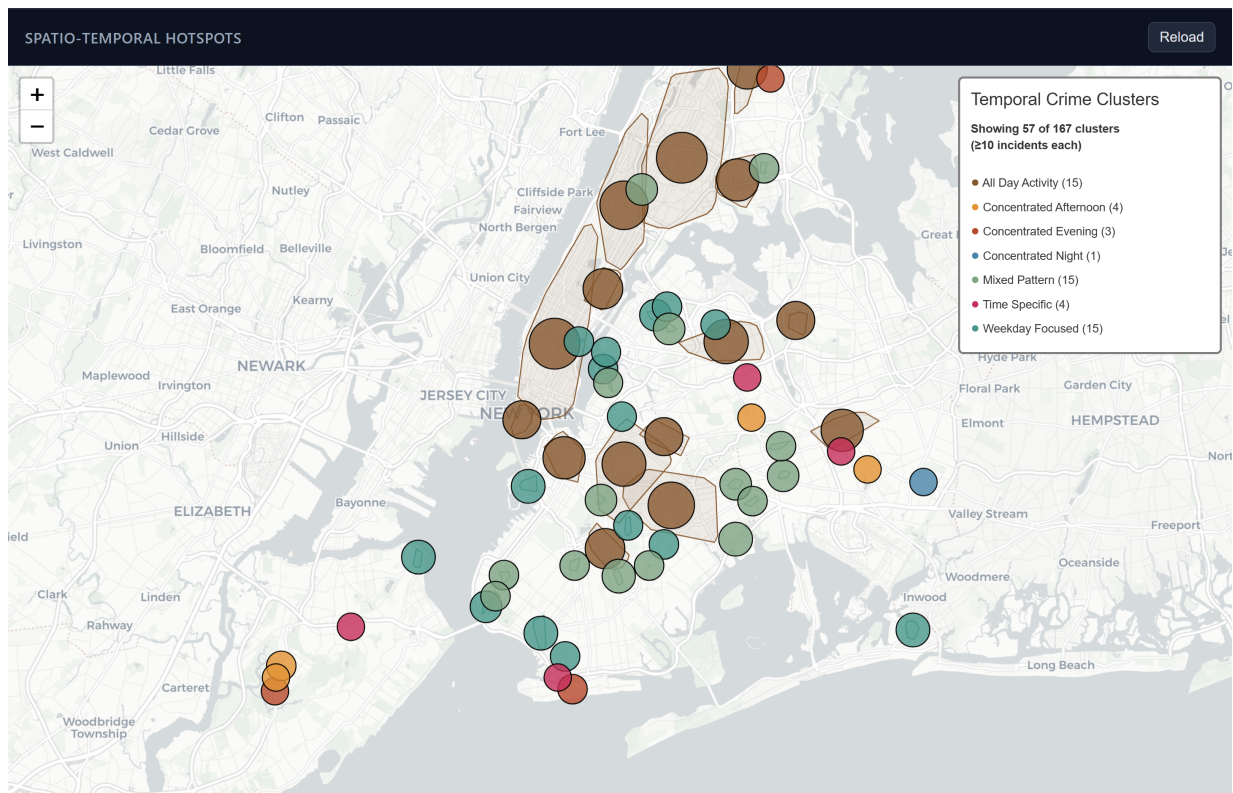 SPATIO-TEMPORAL HOTSPOTS
Reload
+
−
Temporal Crime Clusters
Showing 57 of 167 clusters
(≥10 incidents each)
All Day Activity (15)
Concentrated Afternoon (4)
Concentrated Evening (3)
Concentrated Night (1)
Mixed Pattern (15)
Time Specific (4)
Weekday Focused (15)
Little Falls
Clifton
Passaic
Cedar Grove
West Caldwell
Fort Lee
Nutley
Cliffside Park
Fairview
North Bergen
Livingston
Bloomfield
Belleville
Great
Union City
Kearny
East Orange
Hyde Park
NEWARK
Maplewood
Irvington
JERSEY CITY
NEW YORK
Floral Park
Garden City
Elmont
HEMPSTEAD
Hillside
Union
Bayonne
ELIZABETH
Valley Stream
Freeport
Oceanside
Woodmere
Clark
Linden
Inwood
Rahway
Long Beach
Carteret
Woodbridge
Township